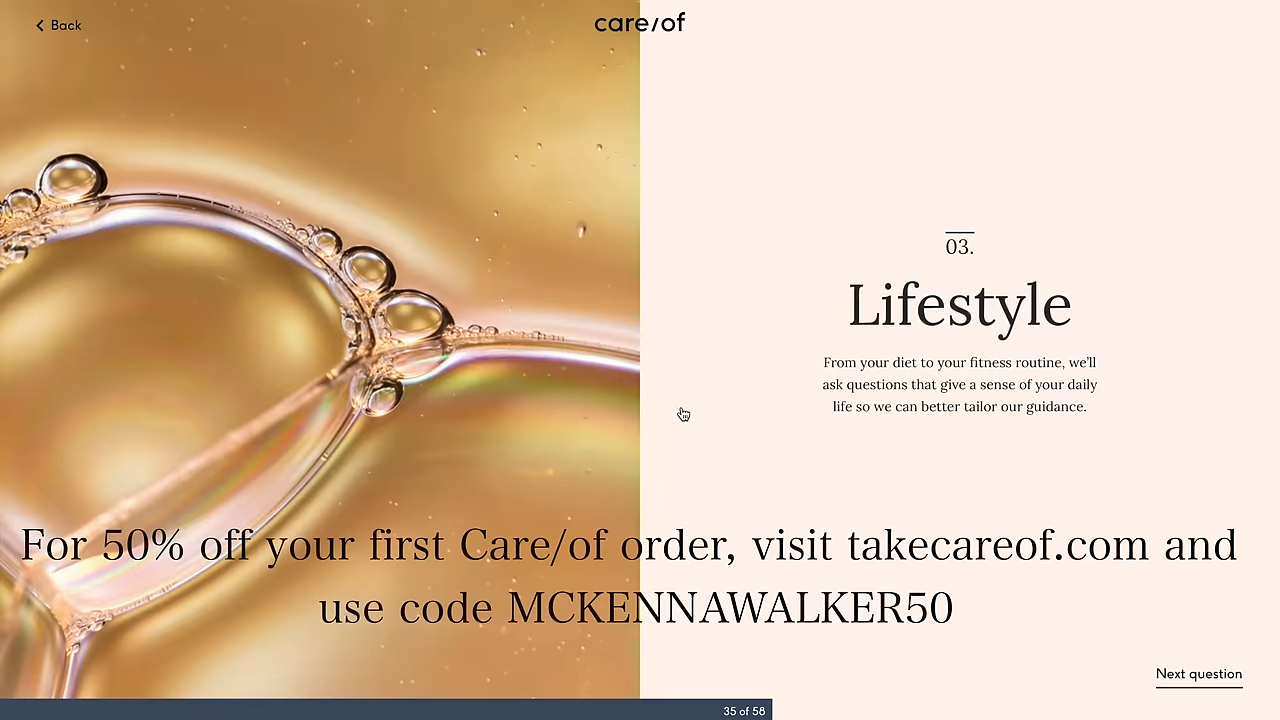 Back
care/of
03.
Lifestyle
From your diet to your fitness routine, we'll
ask questions that give a sense of your daily
life so we can better tailor our guidance.
For 50% off your first Care/of order, visit takecareof.com and
use code MCKENNAWALKER50
Next question
35 of 58